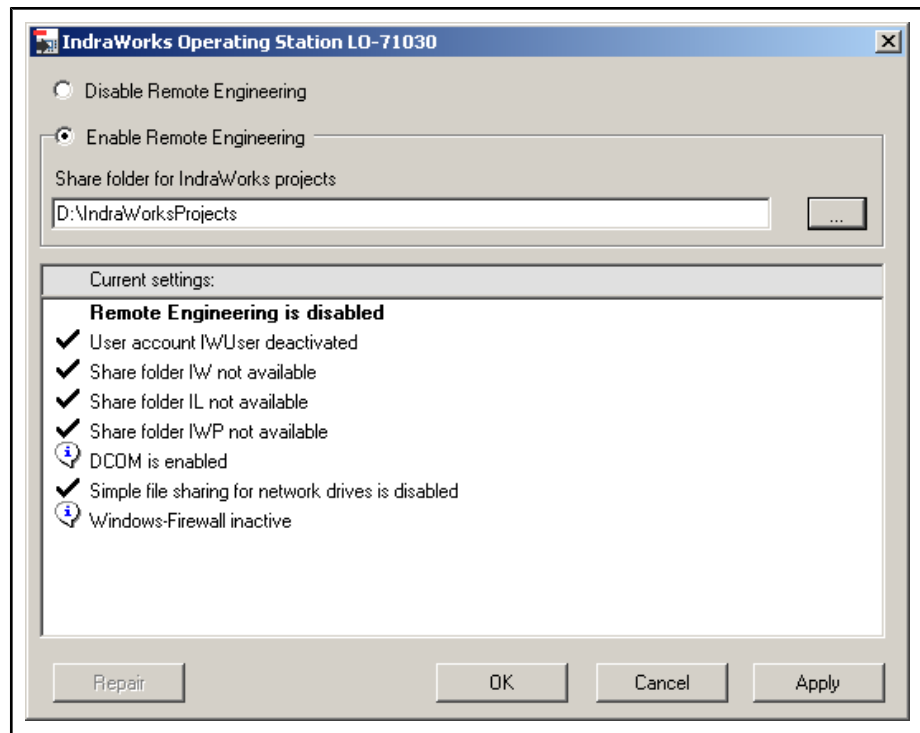 IndraWorks Operating Station LO-71030
Disable Remote Engineering
Enable Remote Engineering
Share folder for IndraWorks projects
D:\IndraWorksProjects
...
Current settings:
Remote Engineering is disabled
User account IWUser deactivated
Share folder IW not available
Share folder IL not available
Share folder IWP not available
DCOM is enabled
Simple file sharing for network drives is disabled
Windows-Firewall inactive
Repair
OK
Cancel
Apply